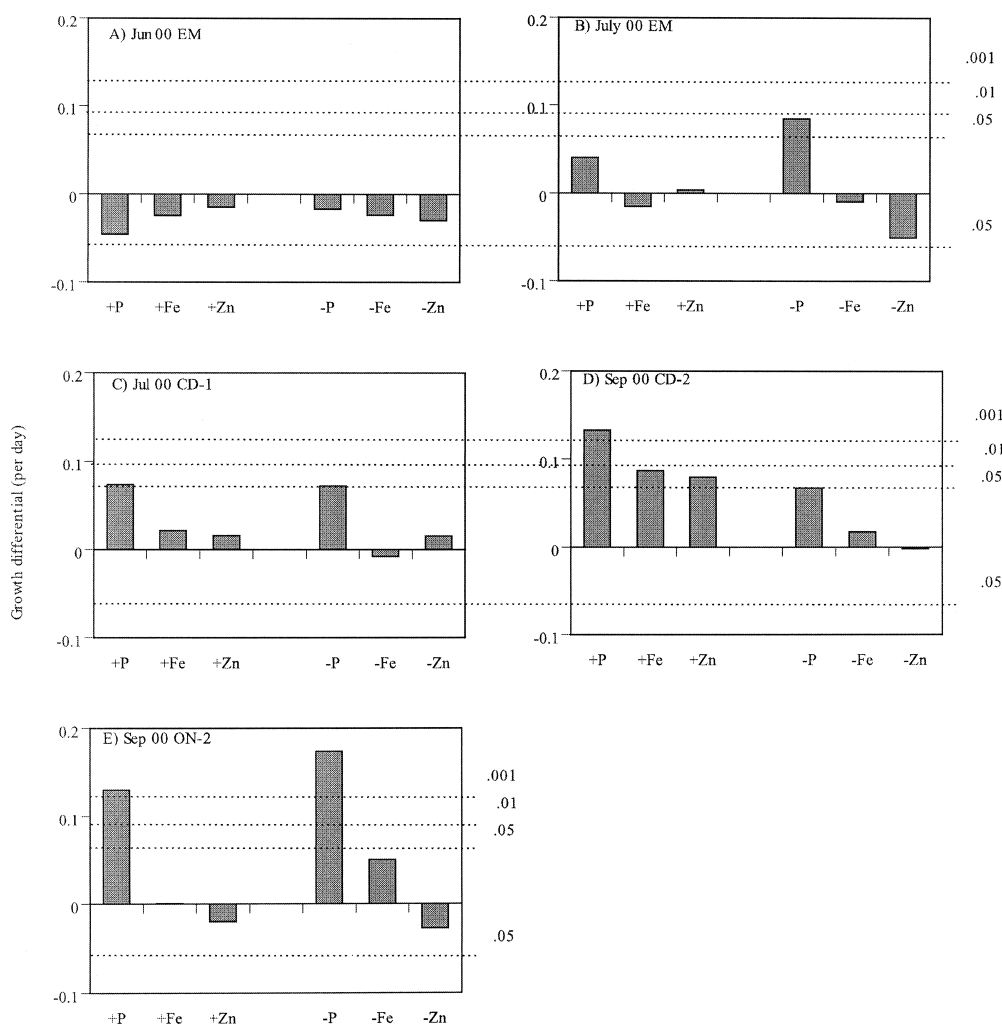 A) Jun 00 EM
B) July 00 EM
0.2
0.1
0
-0.1
0.2
0.1
0
-0.1
.001
.01
.05
.05
+P +Fe +Zn -P -Fe -Zn
+P +Fe +Zn -P -Fe -Zn
Growth differential (per day)
C) Jul 00 CD-1
D) Sep 00 CD-2
0.2
0.1
0
-0.1
0.2
0.1
0
-0.1
.001
.01
.05
.05
+P +Fe +Zn -P -Fe -Zn
+P +Fe +Zn -P -Fe -Zn
E) Sep 00 ON-2
0.2
0.1
0
-0.1
.001
.01
.05
.05
+P +Fe +Zn -P -Fe -Zn